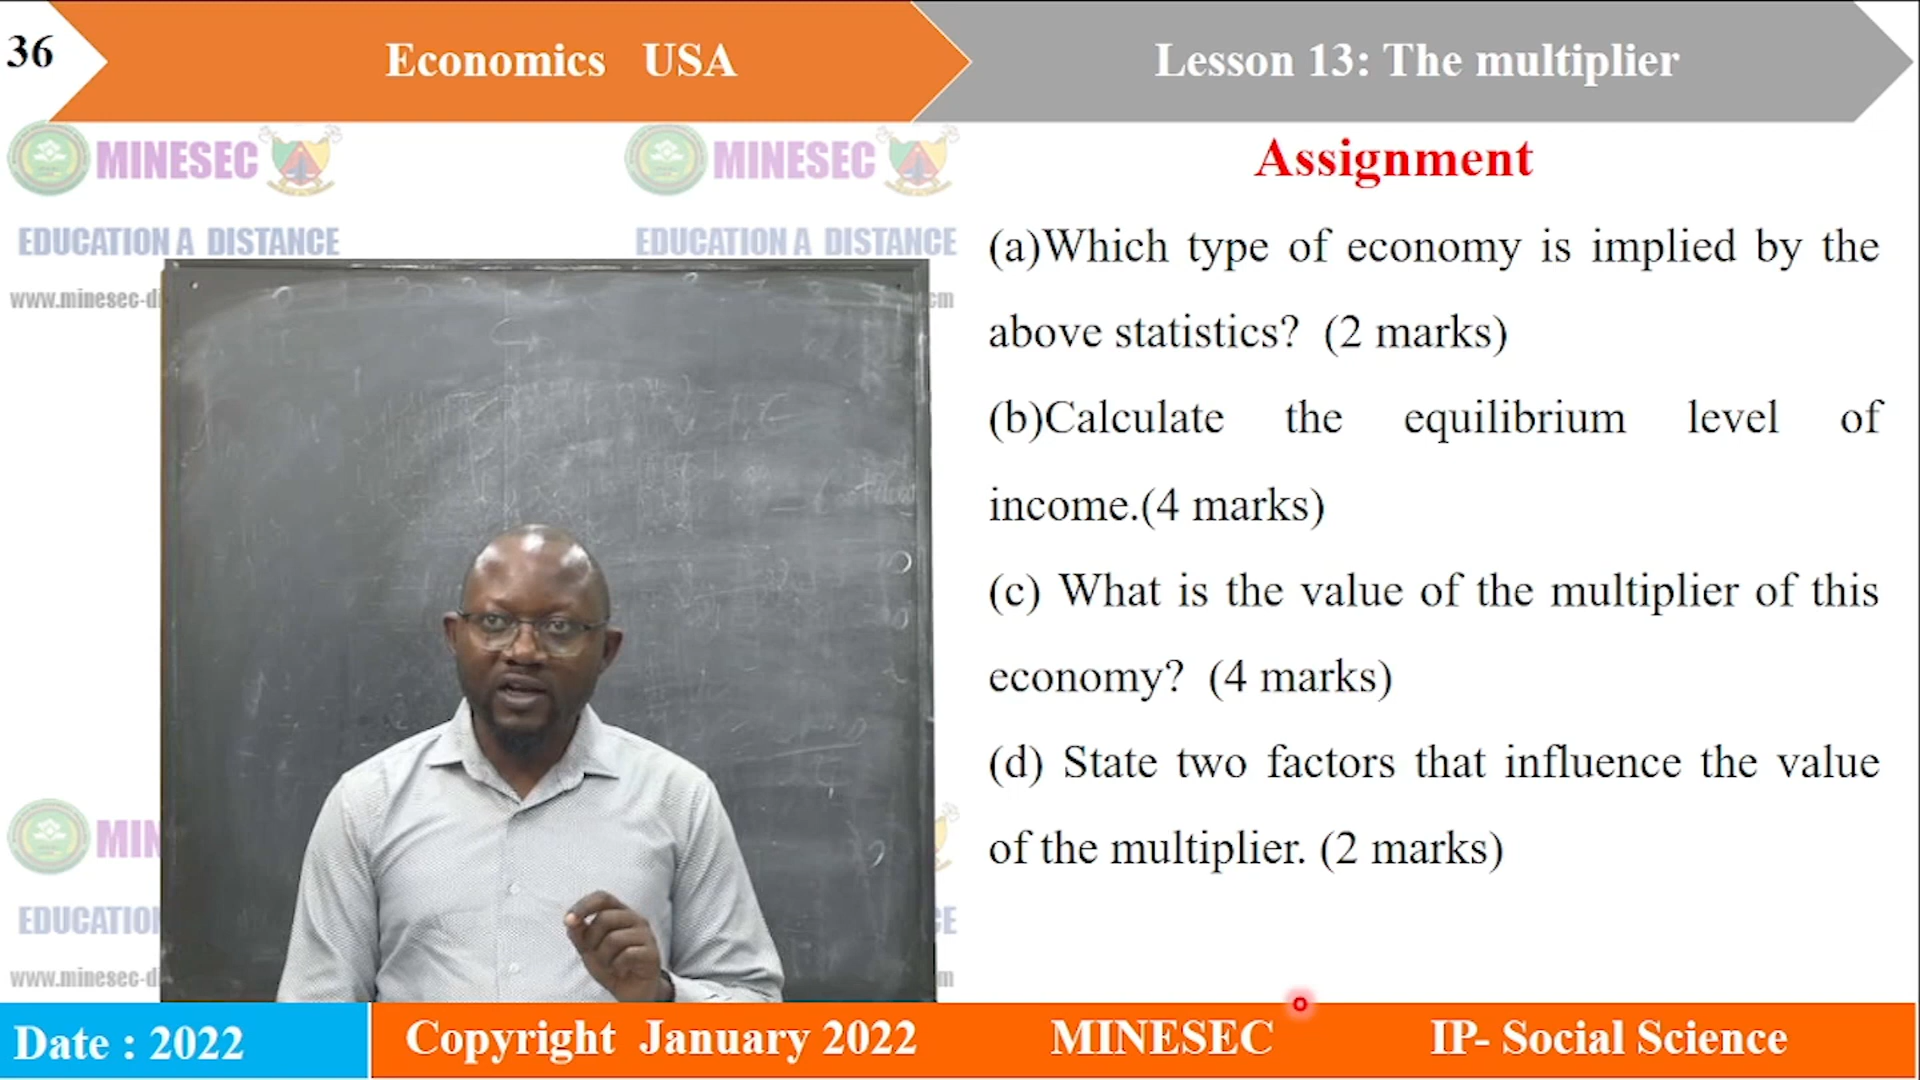 36
Economics USA
Lesson 13: The multiplier
MINESEC
MINESEC
EDUCATION A DISTANCE
EDUCATION A DISTANCE
Assignment
(a)Which type of economy is implied by the
above statistics? (2 marks)
(b)Calculate the equilibrium level of
income.(4 marks)
(c) What is the value of the multiplier of this
economy? (4 marks)
(d) State two factors that influence the value
of the multiplier. (2 marks)
Date : 2022
Copyright January 2022
MINESEC
IP- Social Science